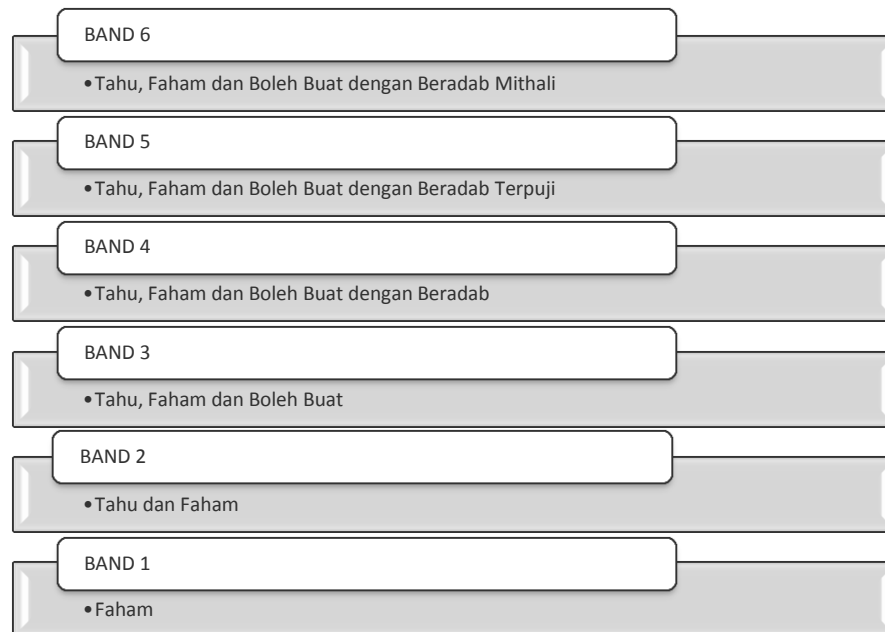 BAND 6
•Tahu, Faham dan Boleh Buat dengan Beradab Mithali
BAND 5
•Tahu, Faham dan Boleh Buat dengan Beradab Terpuji
BAND 4
•Tahu, Faham dan Boleh Buat dengan Beradab
BAND 3
•Tahu, Faham dan Boleh Buat
BAND 2
•Tahu dan Faham
BAND 1
•Faham